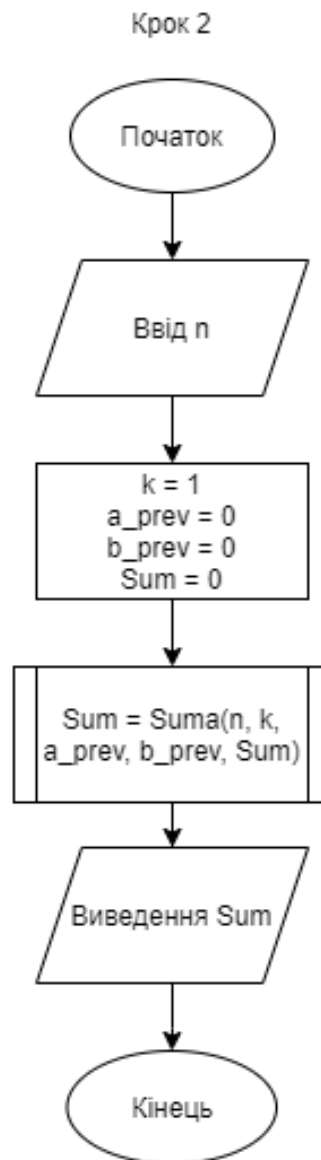 Крок 2
Початок
Ввід n
k = 1
a_prev = 0
b_prev = 0
Sum = 0
Sum = Suma(n, k,
a_prev, b_prev, Sum)
Виведення Sum
Кінець